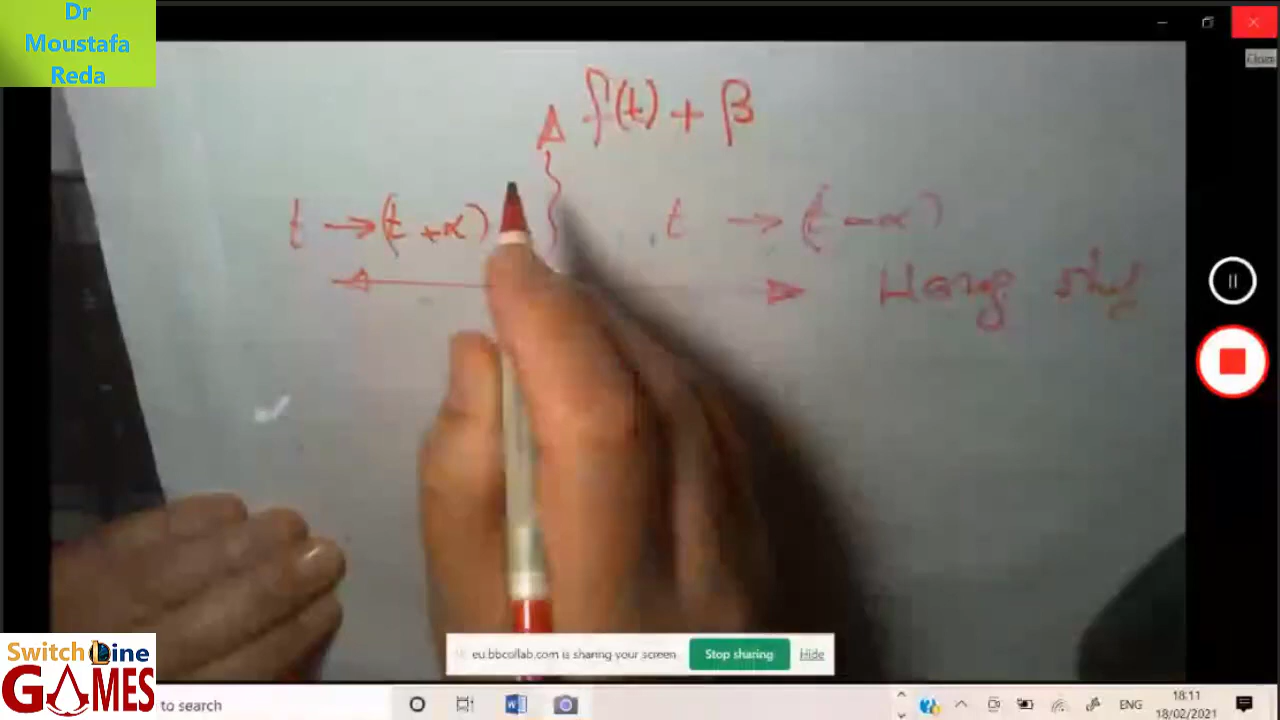 Dr
Moustafa
Reda
Close
f(t) + β
t → (t + α)
t → (t - α)
eu.bbcollab.com is sharing your screen Stop sharing Hide
Switch Line
GAMES
to search
ENG
18:11
18/02/2021